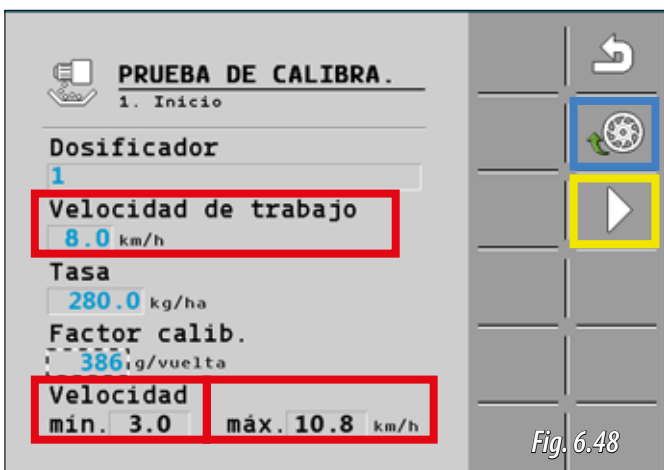 PRUEBA DE CALIBRA.
1. Inicio
Dosificador
1
Velocidad de trabajo
8.0 km/h
Tasa
280.0 kg/ha
Factor calib.
386 g/vuelta
Velocidad
mín. 3.0 máx. 10.8 km/h
Fig. 6.48